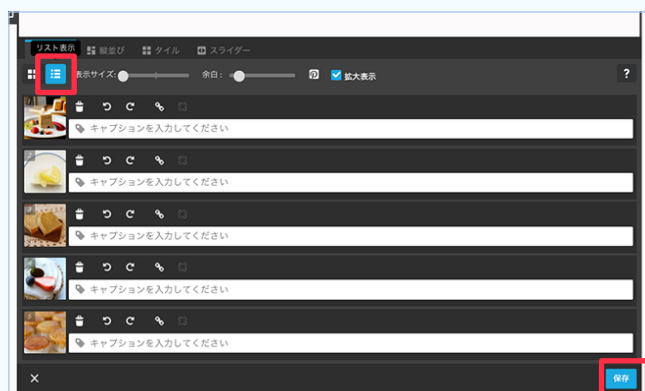 リスト表示 縦並び タイル スライダー
表示サイズ: 余白: 拡大表示 ?
キャプションを入力してください
キャプションを入力してください
キャプションを入力してください
キャプションを入力してください
キャプションを入力してください
保存